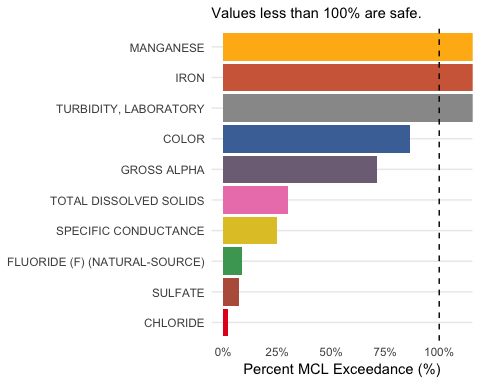 Values less than 100% are safe.
MANGANESE
IRON
TURBIDITY, LABORATORY
COLOR
GROSS ALPHA
TOTAL DISSOLVED SOLIDS
SPECIFIC CONDUCTANCE
FLUORIDE (F) (NATURAL-SOURCE)
SULFATE
CHLORIDE
0% 25% 50% 75% 100%
Percent MCL Exceedance (%)